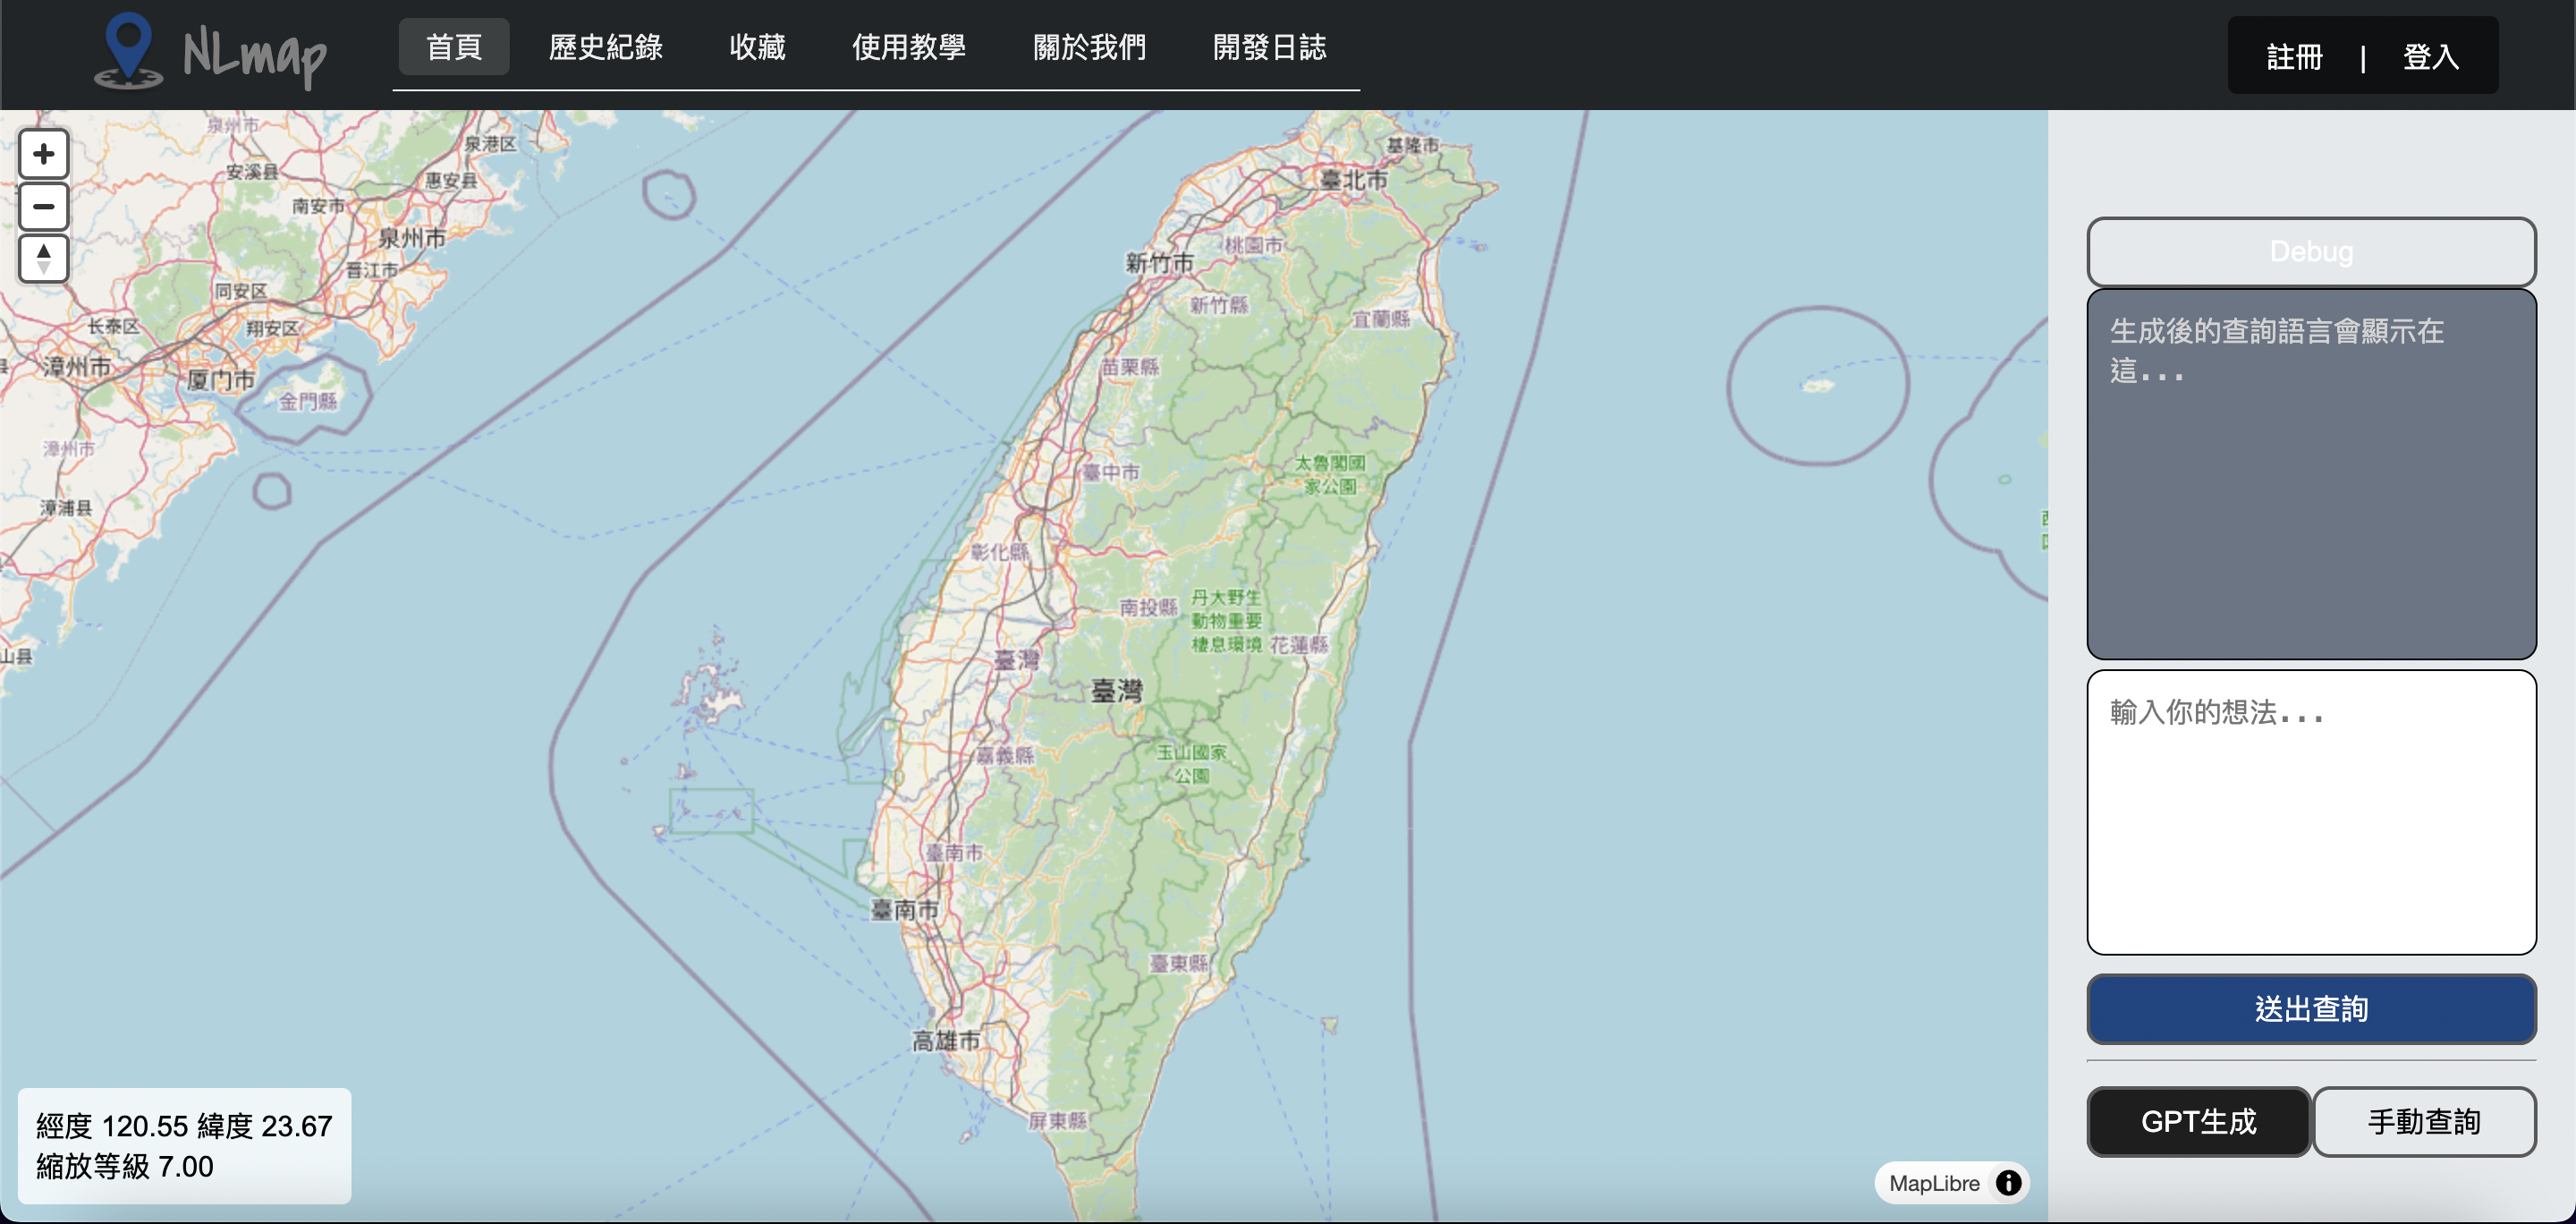 NLmap
首頁 歷史紀錄 收藏 使用教學 關於我們 開發日誌
註冊 | 登入
泉州市
泉港区
安溪县
惠安县
南安市
泉州市
晋江市
同安区
长泰区
翔安区
漳州市
厦门市
金門縣
漳州市
漳浦县
山县
基隆市
臺北市
桃園市
新竹市
新竹縣
宜蘭縣
苗栗縣
太魯閣國
家公園
臺中市
彰化縣
南投縣
丹大野生
動物重要
棲息環境
花蓮縣
臺灣
臺灣
嘉義縣
玉山國家
公園
臺南市
臺南市
臺東縣
高雄市
屏東縣
經度 120.55 緯度 23.67
縮放等級 7.00
MapLibre
Debug
生成後的查詢語言會顯示在
這...
輸入你的想法...
送出查詢
GPT生成
手動查詢